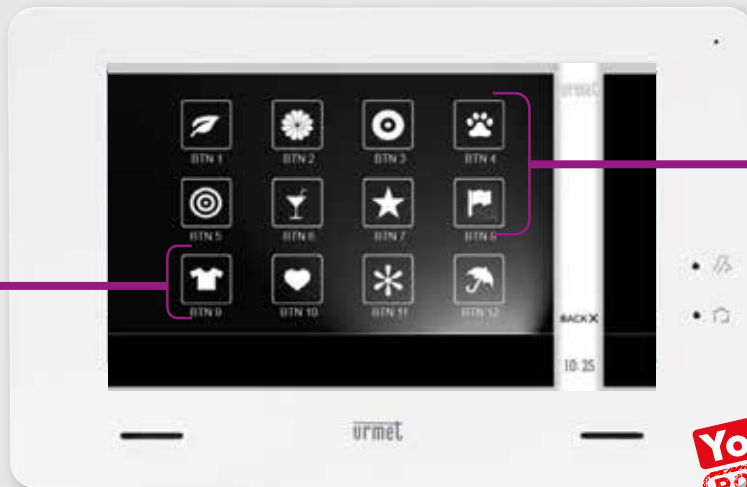 urmet
BTN 1 BTN 2 BTN 3 BTN 4
BTN 5 BTN 6 BTN 7 BTN 8
BTN 9 BTN 10 BTN 11 BTN 12
BACK X
10:25
urmet
Yo